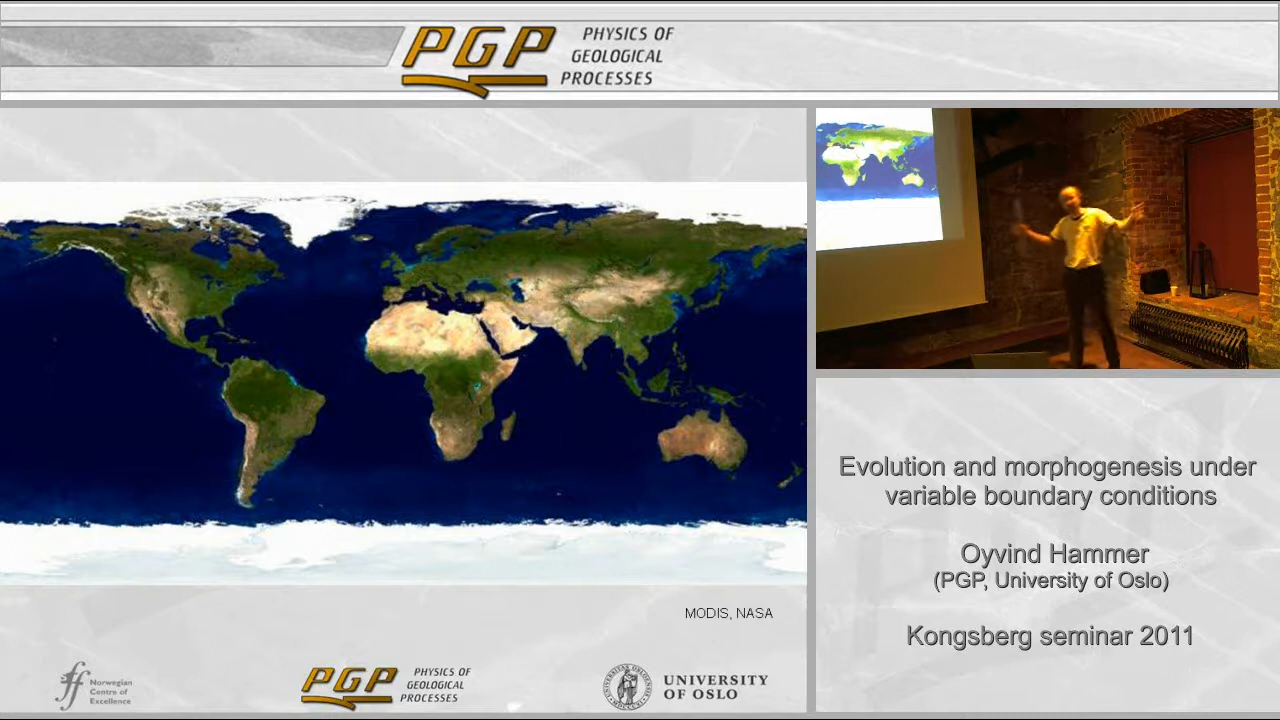 PGP
PHYSICS OF
GEOLOGICAL
PROCESSES
MODIS, NASA
Norwegian
Centre of
Excellence
PGP
PHYSICS OF
GEOLOGICAL
PROCESSES
UNIVERSITY
OF OSLO
Evolution and morphogenesis under
variable boundary conditions
Oyvind Hammer
(PGP, University of Oslo)
Kongsberg seminar 2011